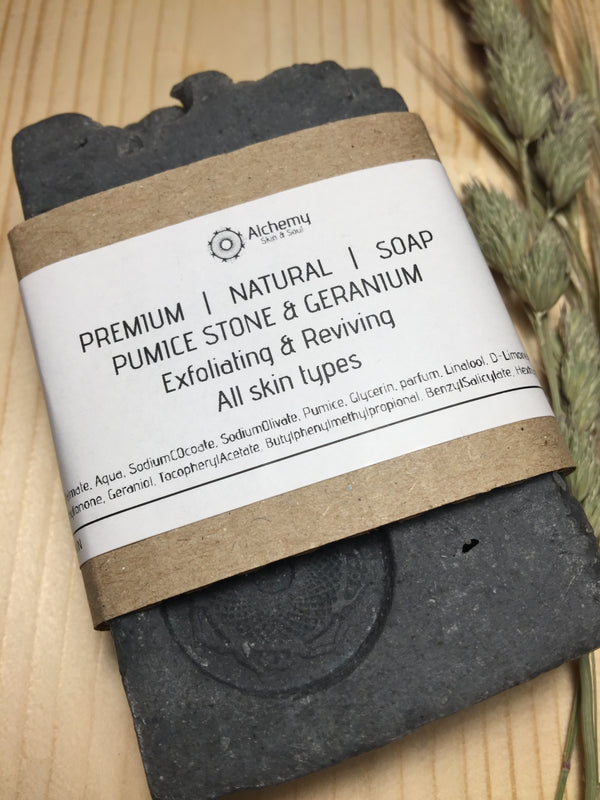 Alchemy
Skin & Soul
PREMIUM | NATURAL | SOAP
PUMICE STONE & GERANIUM
Exfoliating & Reviving
All skin types
Aqua, SodiumCOcoate, SodiumOlivate, Pumice, Glycerin, parfum, Linalool,
Geraniol, TocopherylAcetate, Butylphenylmethylpropional, BenzylSalicylate,